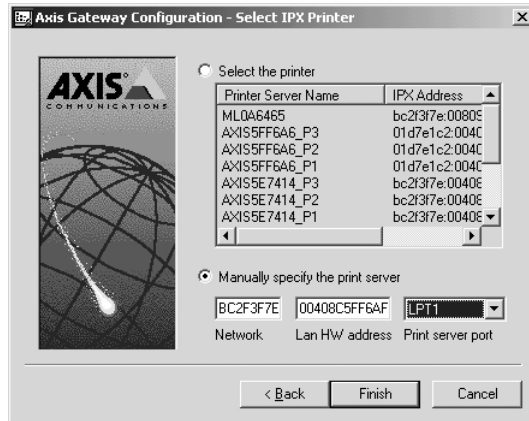 Axis Gateway Configuration - Select IPX Printer
AXIS
COMMUNICATIONS
Select the printer
Printer Server Name IPX Address
ML0A6465 bc2f3f7e:00805
AXIS5FF6A6_P3 01d7e1c2:0040
AXIS5FF6A6_P2 01d7e1c2:0040
AXIS5FF6A6_P1 01d7e1c2:0040
AXIS5E7414_P3 bc2f3f7e:00408
AXIS5E7414_P2 bc2f3f7e:00408
AXIS5E7414_P1 bc2f3f7e:00408
Manually specify the print server
BC2F3F7E 00408C5FF6AF LPT1
Network Lan HW address Print server port
< Back Finish Cancel